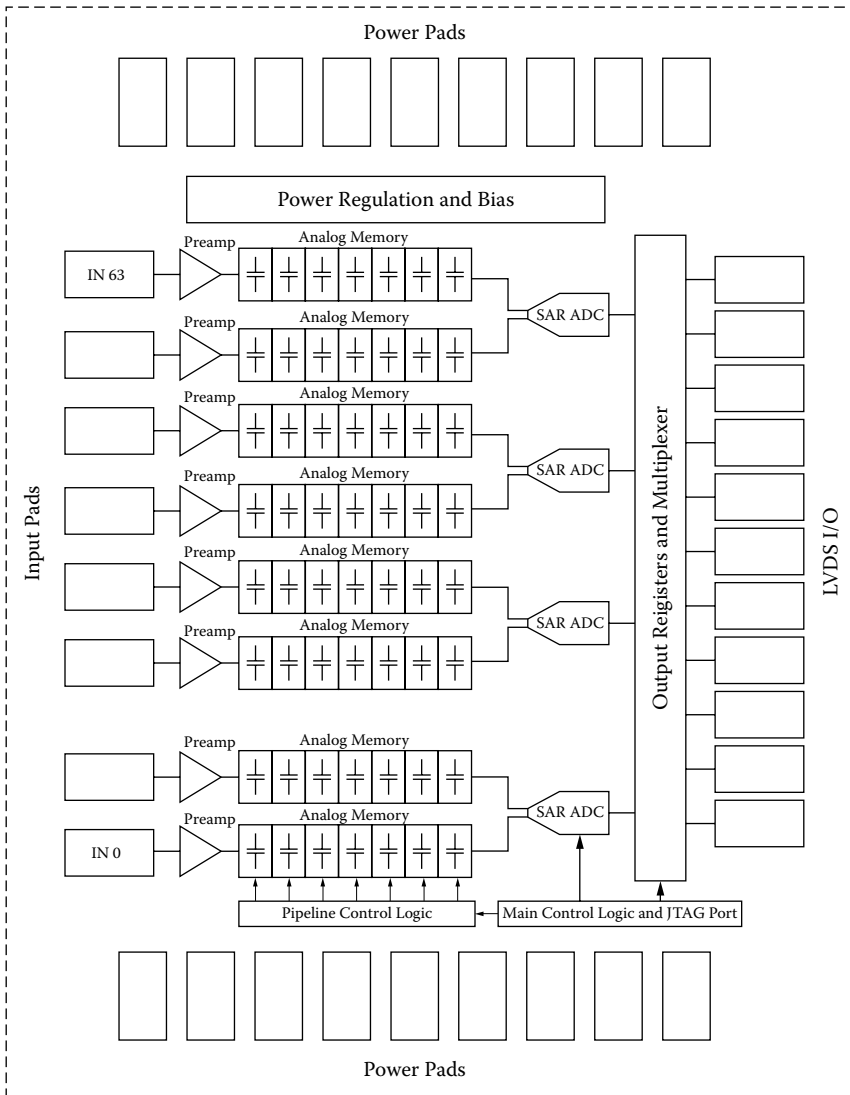 Power Pads
Power Regulation and Bias
Preamp
Analog Memory
IN 63
SAR ADC
Preamp
Analog Memory
Preamp
Analog Memory
SAR ADC
Preamp
Analog Memory
Preamp
Analog Memory
SAR ADC
Preamp
Analog Memory
Preamp
Analog Memory
SAR ADC
Preamp
Analog Memory
IN 0
Input Pads
Output Reigisters and Multiplexer
LVDS I/O
Pipeline Control Logic
Main Control Logic and JTAG Port
Power Pads